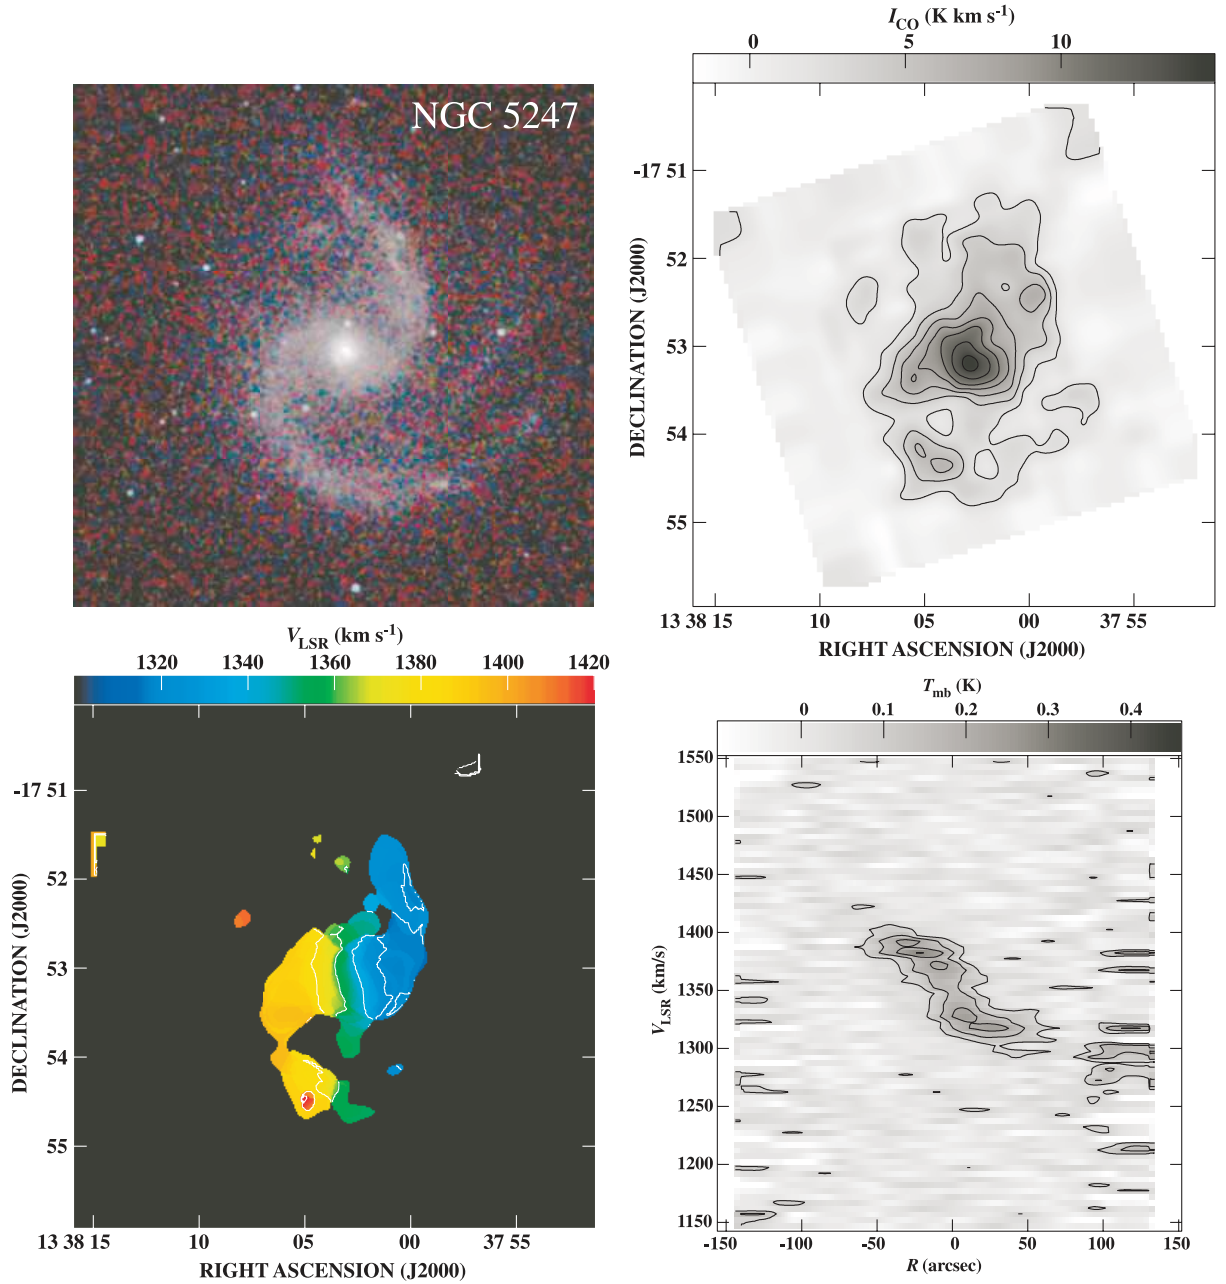 NGC 5247
I_CO (K km s⁻¹)
0 5 10
-17 51
52
53
54
55
DECLINATION (J2000)
13 38 15 10 05 00 37 55
RIGHT ASCENSION (J2000)
V_LSR (km s⁻¹)
1320 1340 1360 1380 1400 1420
-17 51
52
53
54
55
DECLINATION (J2000)
13 38 15 10 05 00 37 55
RIGHT ASCENSION (J2000)
T_mb (K)
0 0.1 0.2 0.3 0.4
1550
1500
1450
1400
1350
1300
1250
1200
1150
V_LSR (km/s)
-150 -100 -50 0 50 100 150
R (arcsec)